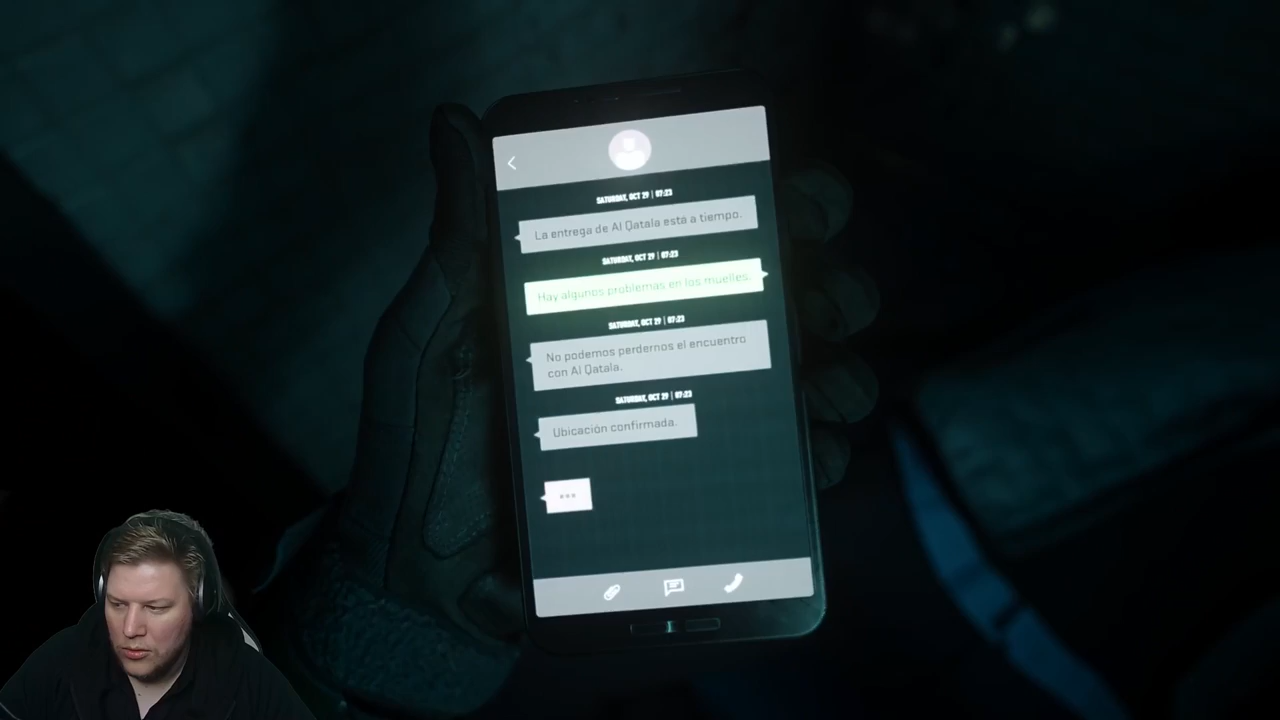 SATURDAY, OCT 29 | 07:23
La entrega de Al Qatala está a tiempo.
SATURDAY, OCT 29 | 07:23
Hay algunos problemas en los muelles.
SATURDAY, OCT 29 | 07:23
No podemos perdernos el encuentro
con Al Qatala.
SATURDAY, OCT 29 | 07:23
Ubicación confirmada.